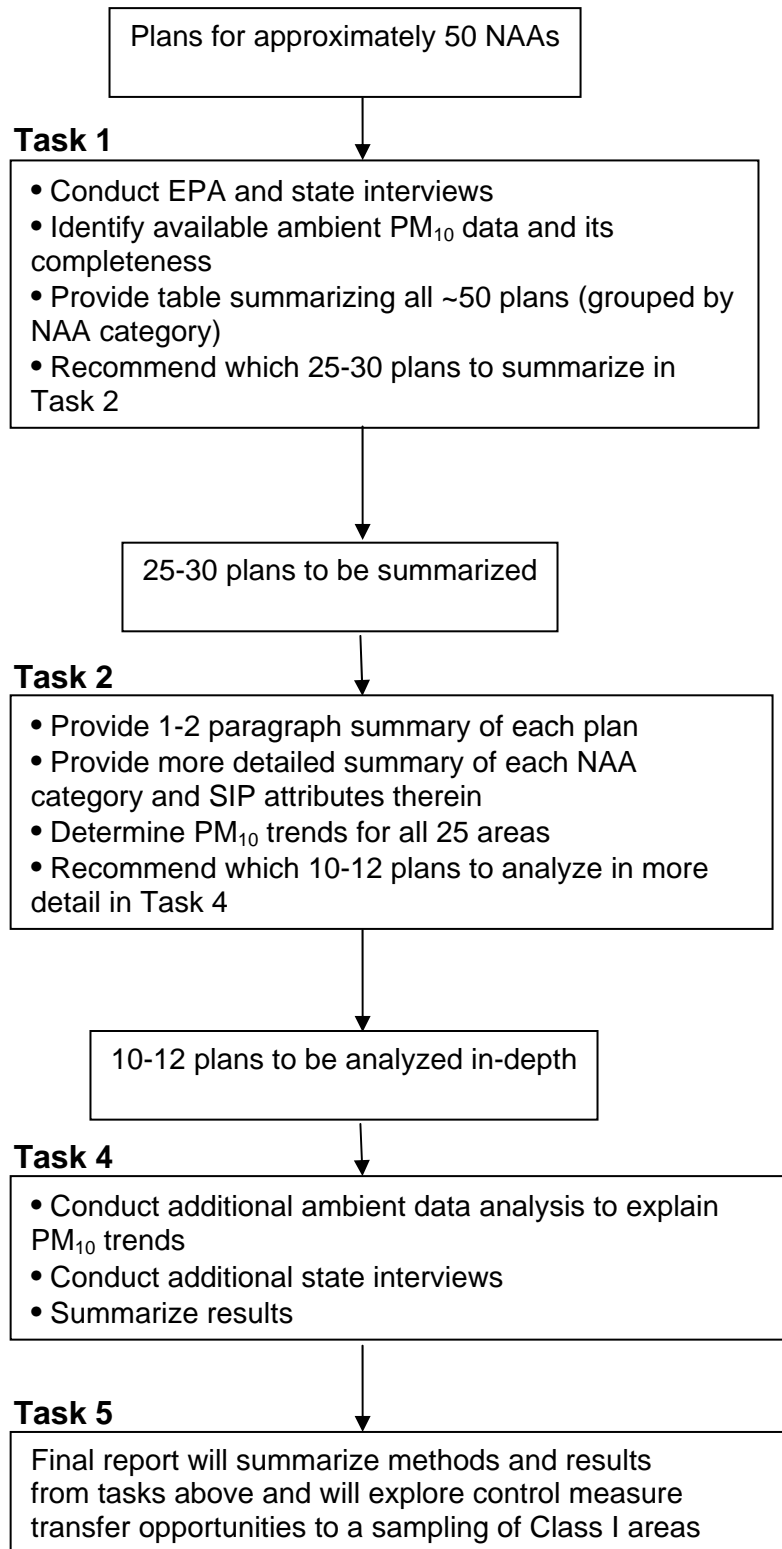 Plans for approximately 50 NAAs
Task 1
• Conduct EPA and state interviews
• Identify available ambient PM₁₀ data and its
completeness
• Provide table summarizing all ~50 plans (grouped by
NAA category)
• Recommend which 25-30 plans to summarize in
Task 2
25-30 plans to be summarized
Task 2
• Provide 1-2 paragraph summary of each plan
• Provide more detailed summary of each NAA
category and SIP attributes therein
• Determine PM₁₀ trends for all 25 areas
• Recommend which 10-12 plans to analyze in more
detail in Task 4
10-12 plans to be analyzed in-depth
Task 4
• Conduct additional ambient data analysis to explain
PM₁₀ trends
• Conduct additional state interviews
• Summarize results
Task 5
Final report will summarize methods and results
from tasks above and will explore control measure
transfer opportunities to a sampling of Class I areas